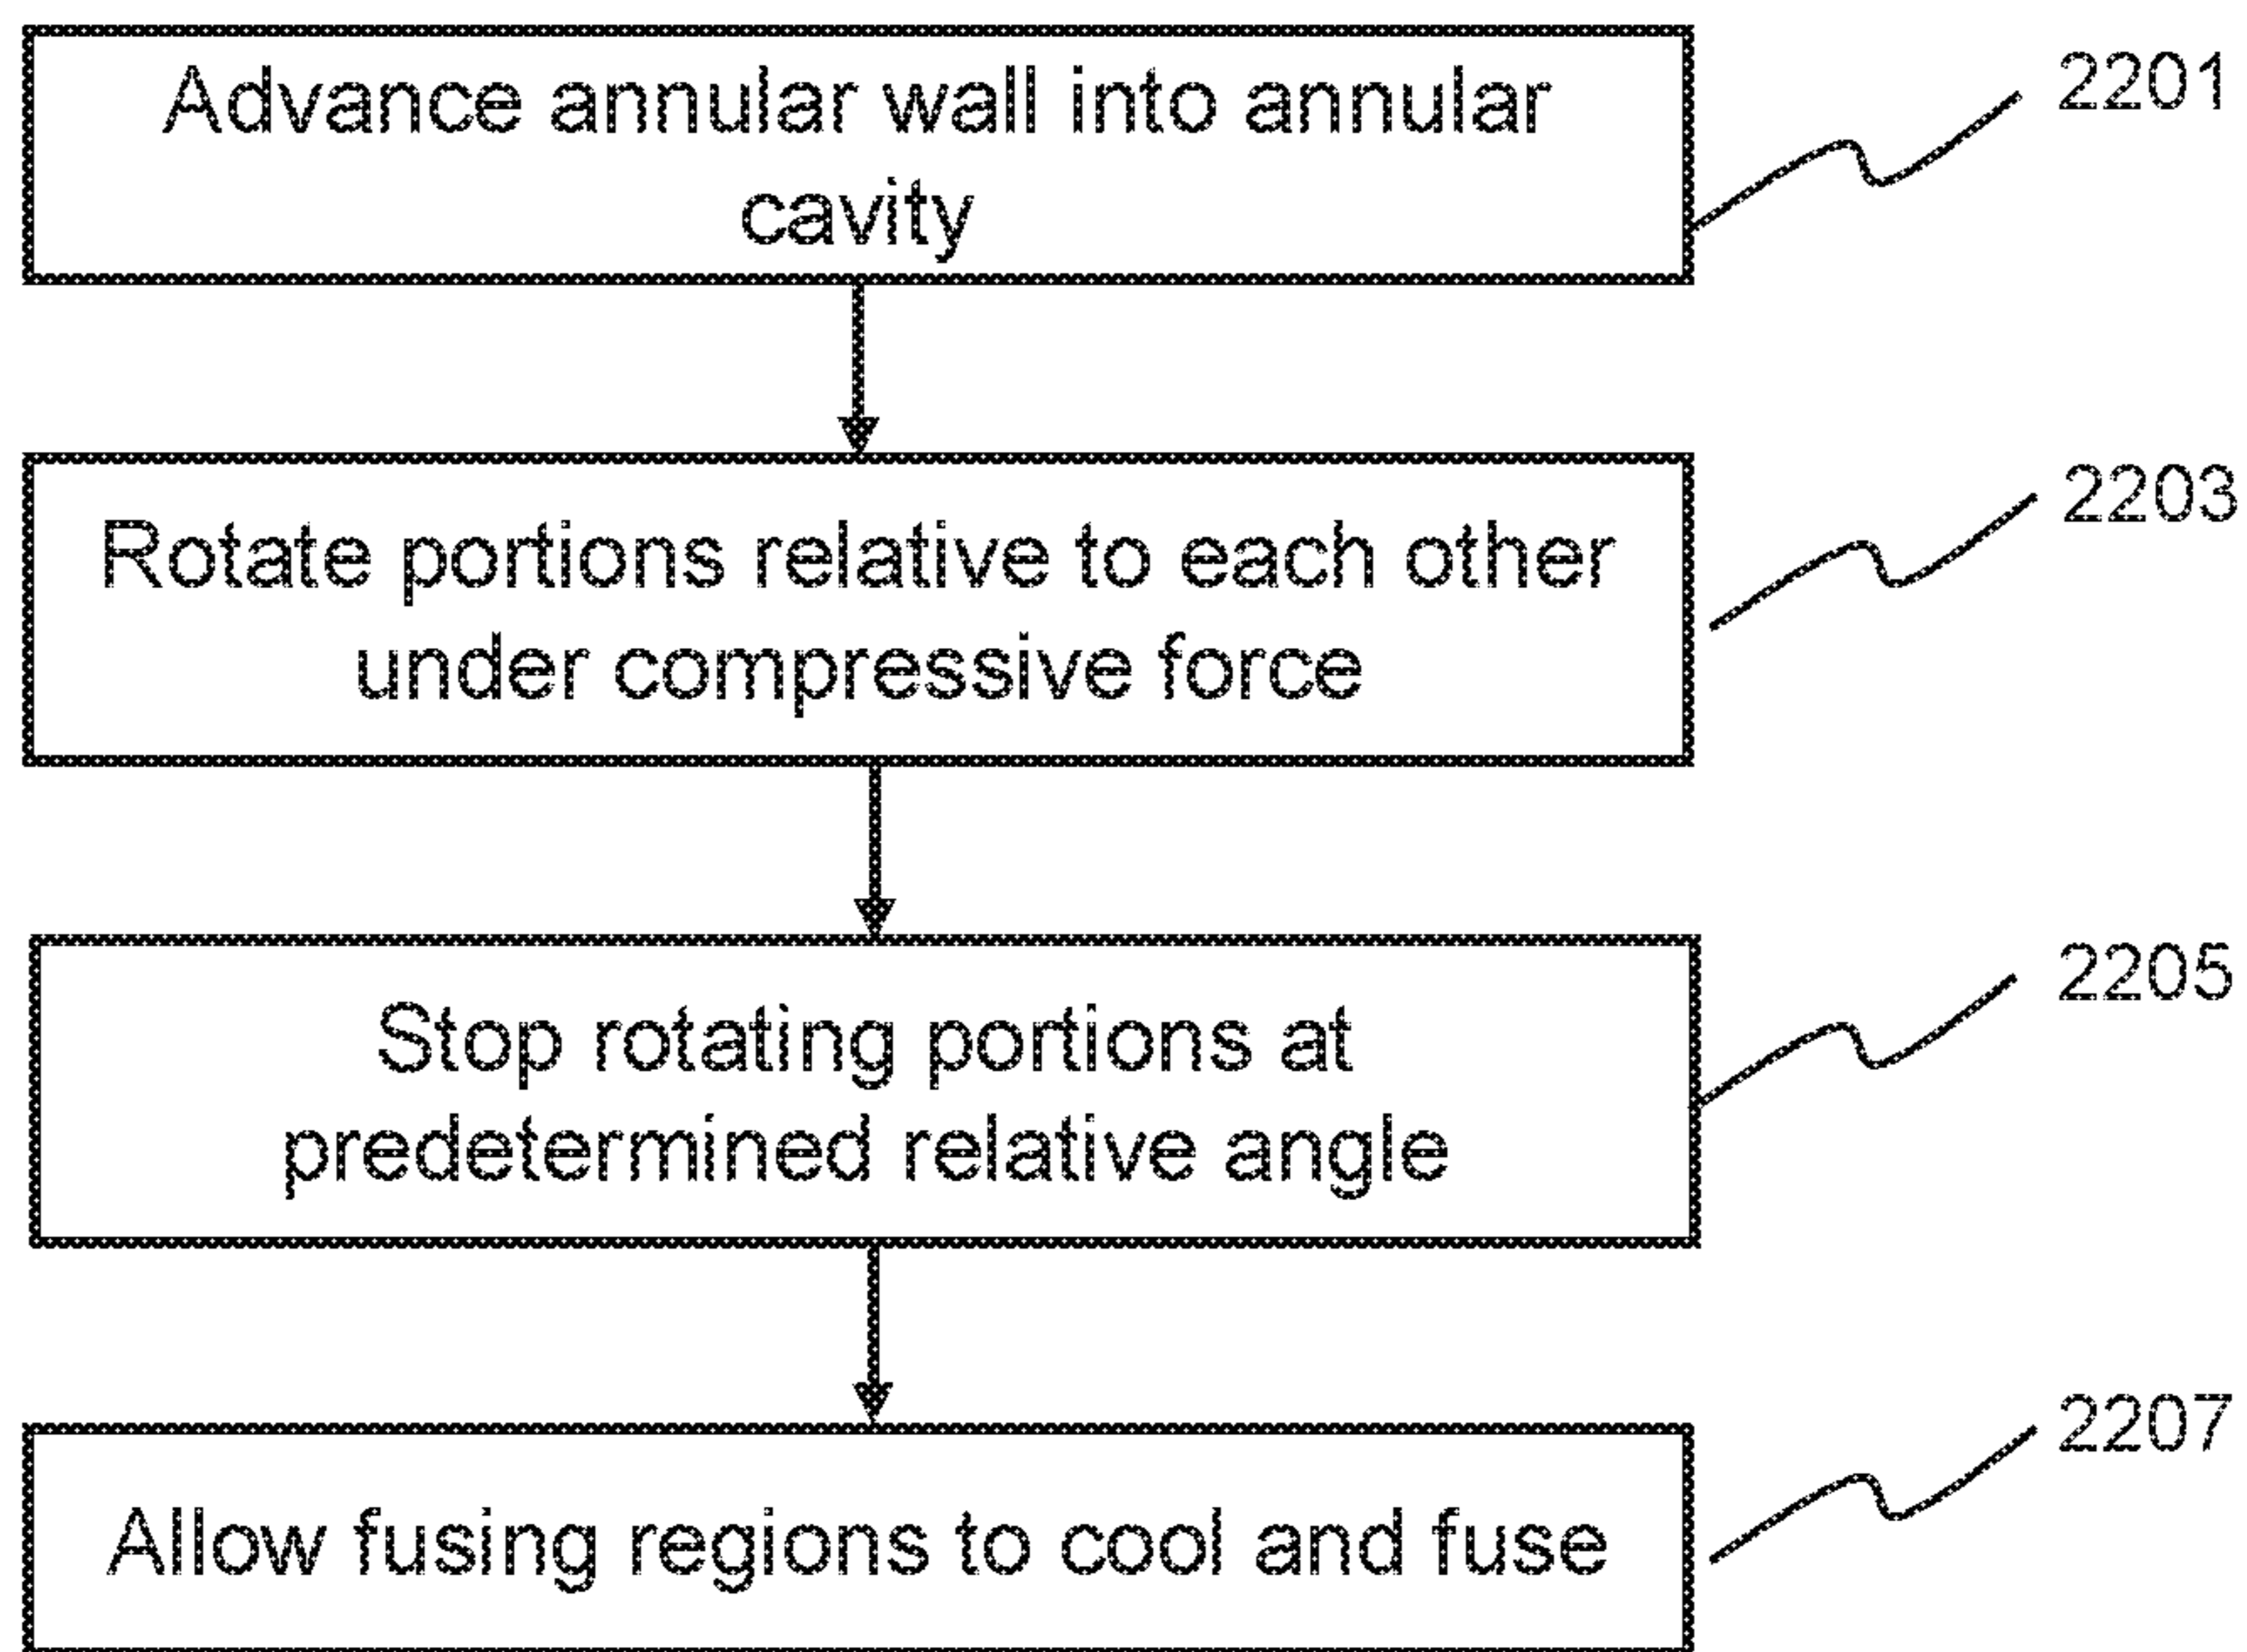 Advance annular wall into annular
cavity
2201
Rotate portions relative to each other
under compressive force
2203
Stop rotating portions at
predetermined relative angle
2205
Allow fusing regions to cool and fuse
2207